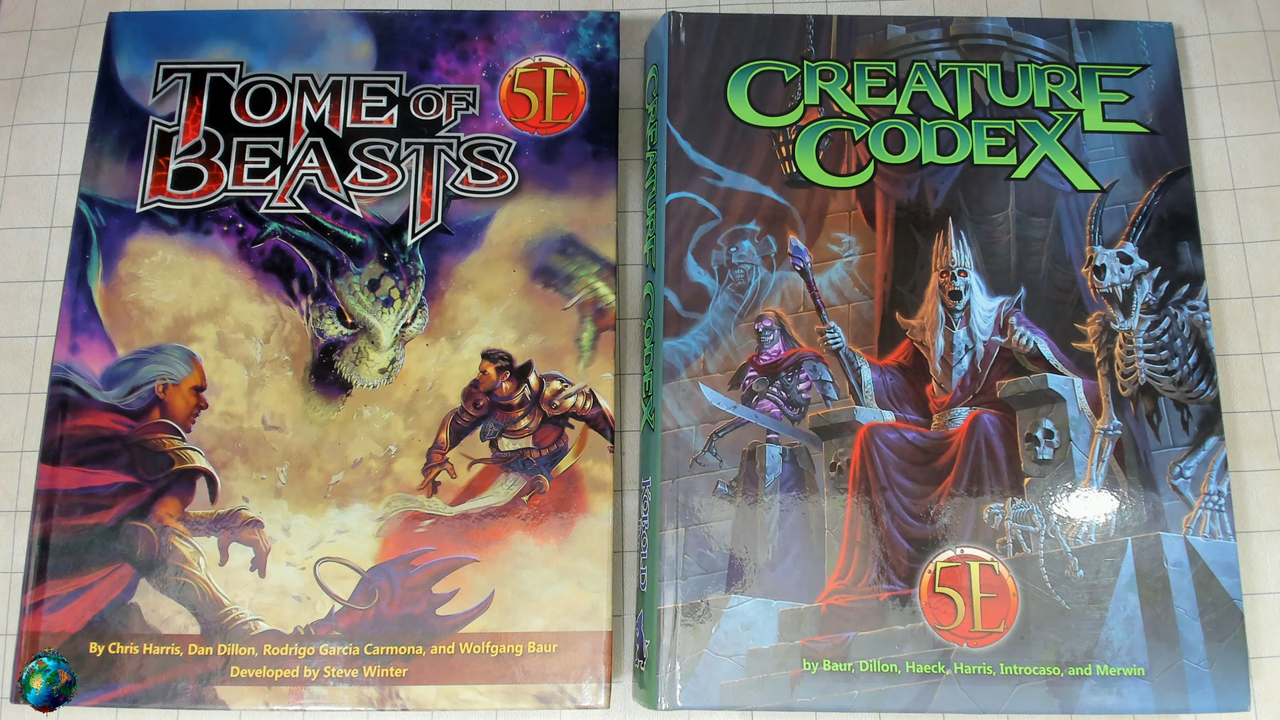 TOME OF
BEASTS
5E
By Chris Harris, Dan Dillon, Rodrigo Garcia Carmona, and Wolfgang Baur
Developed by Steve Winter
CREATURE CODEX
KOBOLD
CREATURE
CODEX
5E
by Baur, Dillon, Haeck, Harris, Introcaso, and Merwin